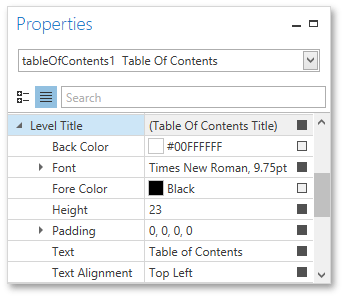 Properties
tableOfContents1 Table Of Contents
Search
Level Title (Table Of Contents Title)
Back Color #00FFFFFF
Font Times New Roman, 9.75pt
Fore Color Black
Height 23
Padding 0, 0, 0, 0
Text Table of Contents
Text Alignment Top Left